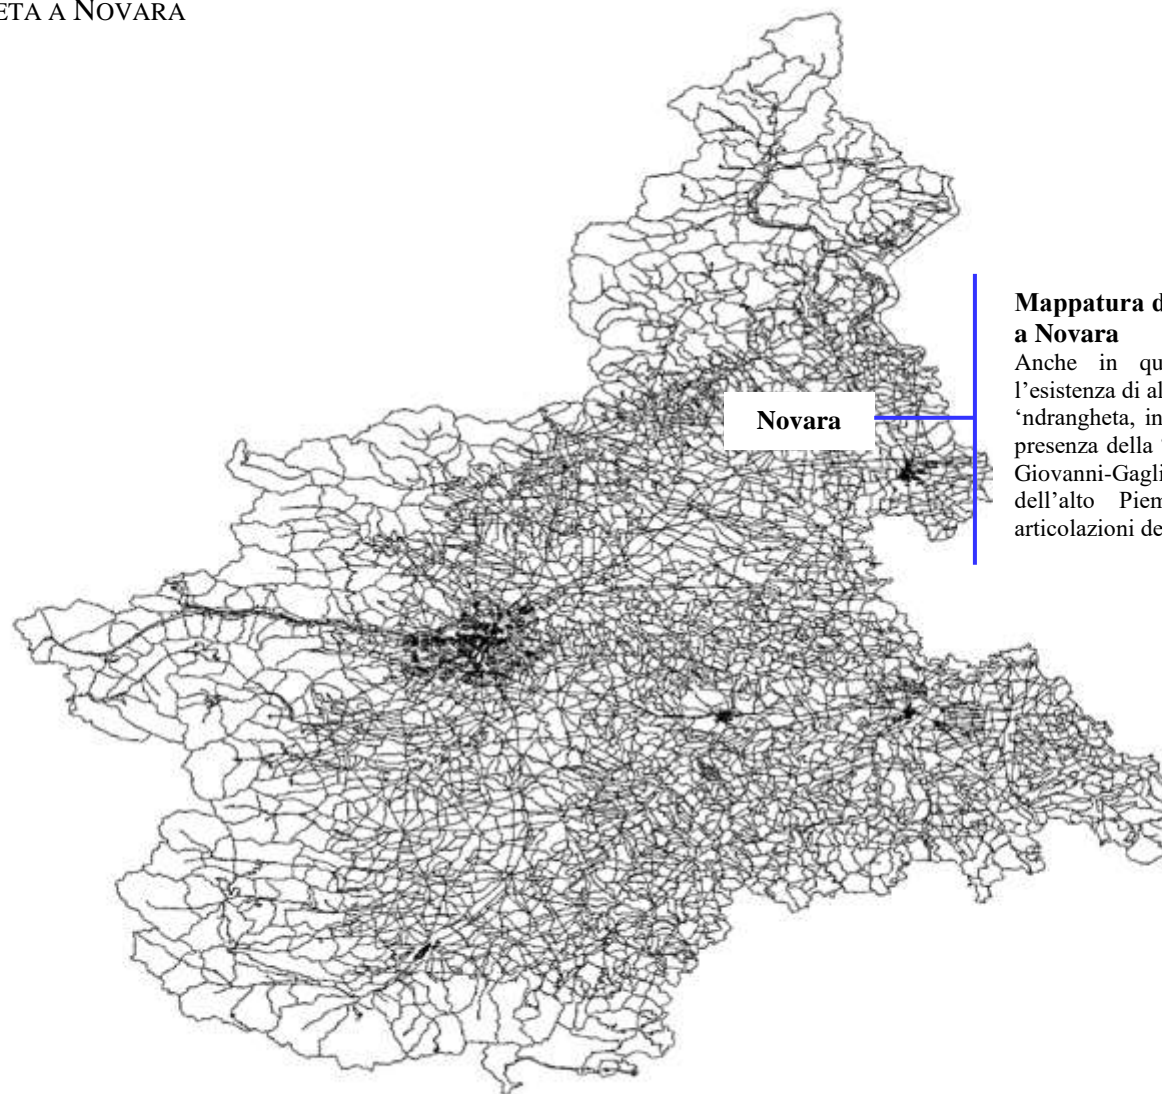 ETA A NOVARA
Mappatura d
a Novara
Anche in qu
l’esistenza di al
‘ndrangheta, in
presenza della
Giovanni-Gagli
dell’alto Piem
articolazioni de
Novara